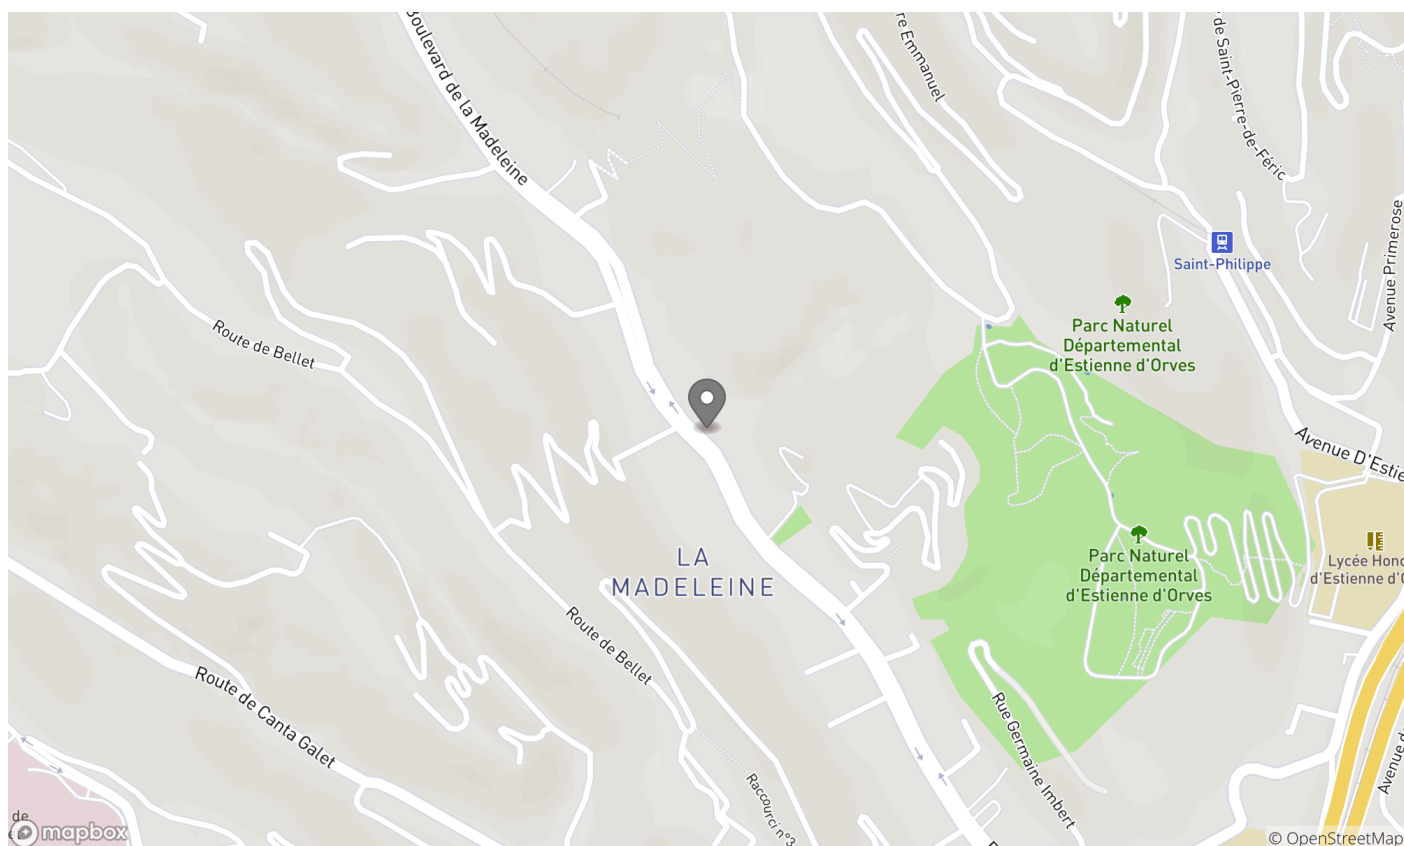 Boulevard de la Madeleine
re Emmanuel
de Saint-Pierre-de-Féric
Avenue Primerose
Saint-Philippe
Parc Naturel
Départemental
d'Estienne d'Orves
Route de Bellet
Avenue D'Estie
Lycée Hono
d'Estienne d'O
Parc Naturel
Départemental
d'Estienne d'Orves
LA
MADELEINE
Route de Bellet
Route de Canta Galet
Rue Germaine Imbert
Avenue d
Raccourci n°3
de
mapbox
© OpenStreetMap